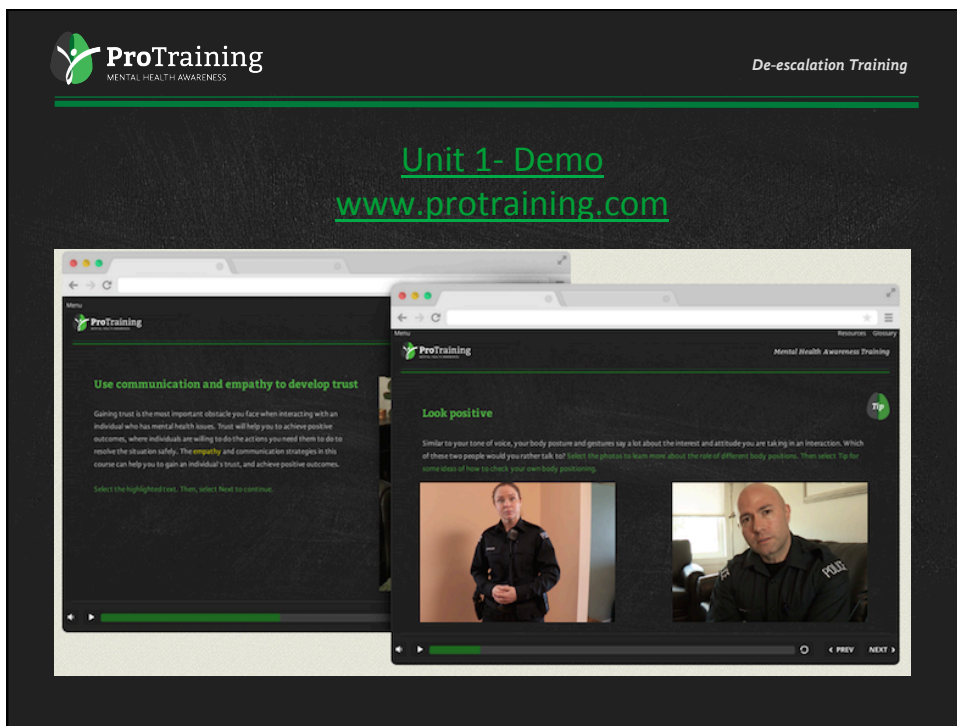 ProTraining
MENTAL HEALTH AWARENESS
De-escalation Training
Unit 1- Demo
www.protraining.com
Menu
ProTraining
MENTAL HEALTH AWARENESS
Use communication and empathy to develop trust
Gaining trust is the most important obstacle you face when interacting with an
individual who has mental health issues. Trust will help you to achieve positive
outcomes, where individuals are willing to do the actions you need them to do to
resolve the situation safely. The empathy and communication strategies in this
course can help you to gain an individual's trust, and achieve positive outcomes.
Select the highlighted text. Then, select Next to continue.
Menu
Resources Glossary
ProTraining
MENTAL HEALTH AWARENESS
Mental Health Awareness Training
Tip
Look positive
Similar to your tone of voice, your body posture and gestures say a lot about the interest and attitude you are taking in an interaction. Which
of these two people would you rather talk to? Select the photos to learn more about the role of different body positions. Then select Tip for
some ideas of how to check your own body positioning.
POLICE
PREV NEXT